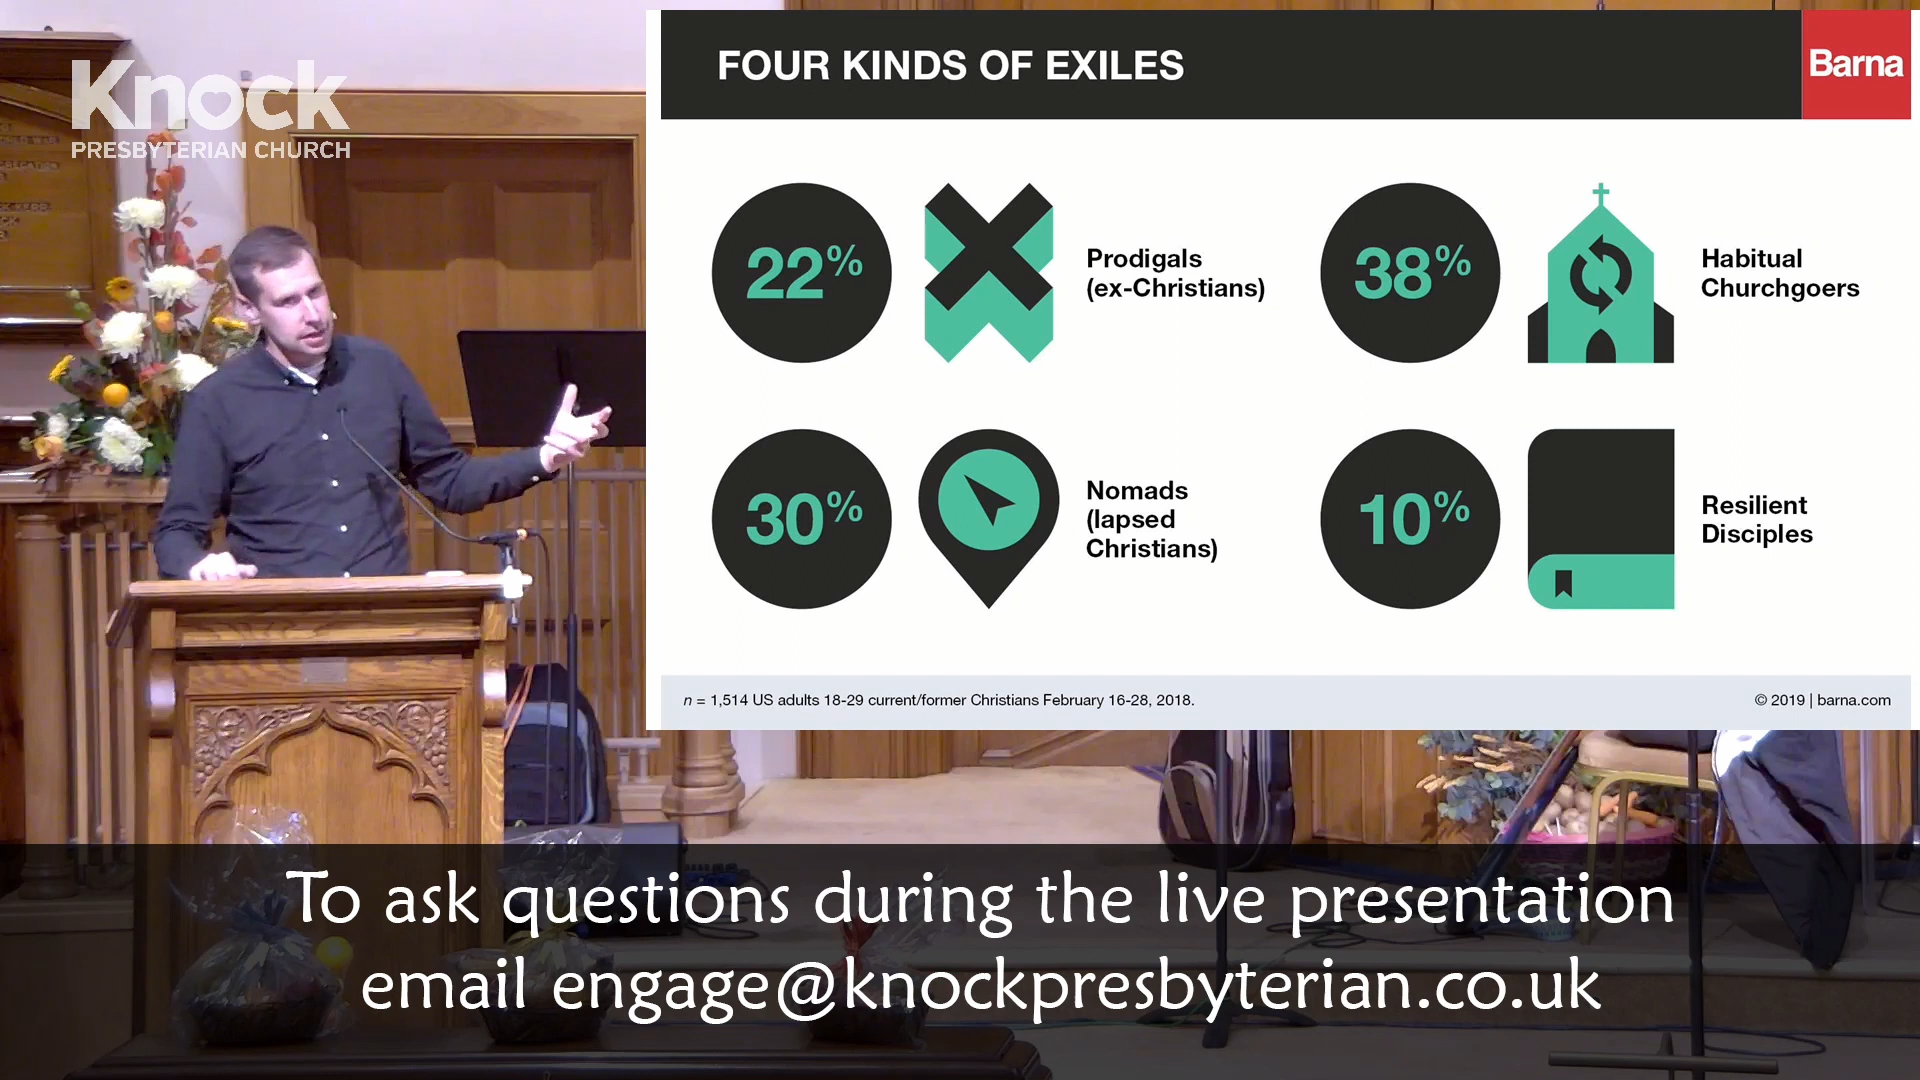 Knock
PRESBYTERIAN CHURCH
FOUR KINDS OF EXILES
Barna
22%
Prodigals
(ex-Christians)
38%
Habitual
Churchgoers
30%
Nomads
(lapsed
Christians)
10%
Resilient
Disciples
n = 1,514 US adults 18-29 current/former Christians February 16-28, 2018.
© 2019 | barna.com
To ask questions during the live presentation
email engage@knockpresbyterian.co.uk